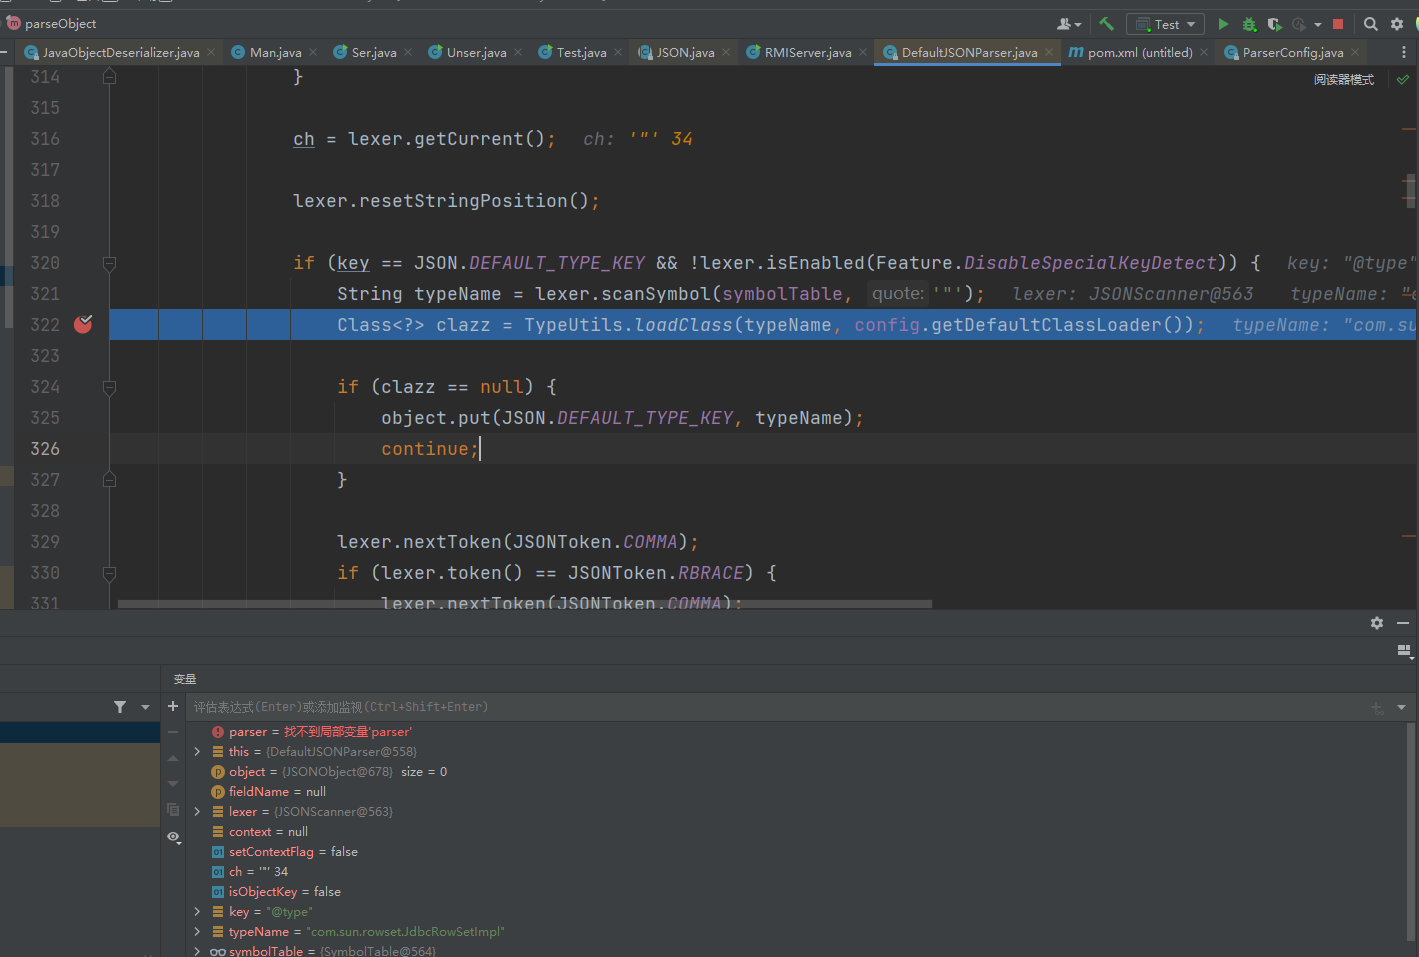 parseObject
Test
JavaObjectDeserializer.java Man.java Ser.java Unser.java Test.java JSON.java RMIServer.java DefaultJSONParser.java pom.xml (untitled) ParserConfig.java
阅读器模式
314 }
315
316 ch = lexer.getCurrent(); ch: '"' 34
317
318 lexer.resetStringPosition();
319
320 if (key == JSON.DEFAULT_TYPE_KEY && !lexer.isEnabled(Feature.DisableSpecialKeyDetect)) { key: "@type"
321 String typeName = lexer.scanSymbol(symbolTable, quote: '"'); lexer: JSONScanner@563 typeName: "c
322 Class<?> clazz = TypeUtils.loadClass(typeName, config.getDefaultClassLoader()); typeName: "com.su
323
324 if (clazz == null) {
325 object.put(JSON.DEFAULT_TYPE_KEY, typeName);
326 continue;
327 }
328
329 lexer.nextToken(JSONToken.COMMA);
330 if (lexer.token() == JSONToken.RBRACE) {
331 lexer.nextToken(JSONToken.COMMA);
变量
评估表达式(Enter)或添加监视(Ctrl+Shift+Enter)
parser = 找不到局部变量'parser'
this = {DefaultJSONParser@558}
object = {JSONObject@678} size = 0
fieldName = null
lexer = {JSONScanner@563}
context = null
setContextFlag = false
ch = '"' 34
isObjectKey = false
key = "@type"
typeName = "com.sun.rowset.JdbcRowSetImpl"
symbolTable = {SymbolTable@564}